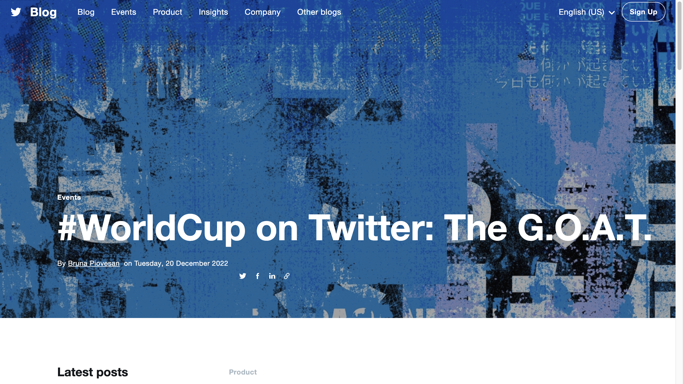 Blog
Blog Events Product Insights Company Other blogs
English (US) Sign Up
Events
#WorldCup on Twitter: The G.O.A.T.
By Bruna Piovesan on Tuesday, 20 December 2022
Latest posts
Product